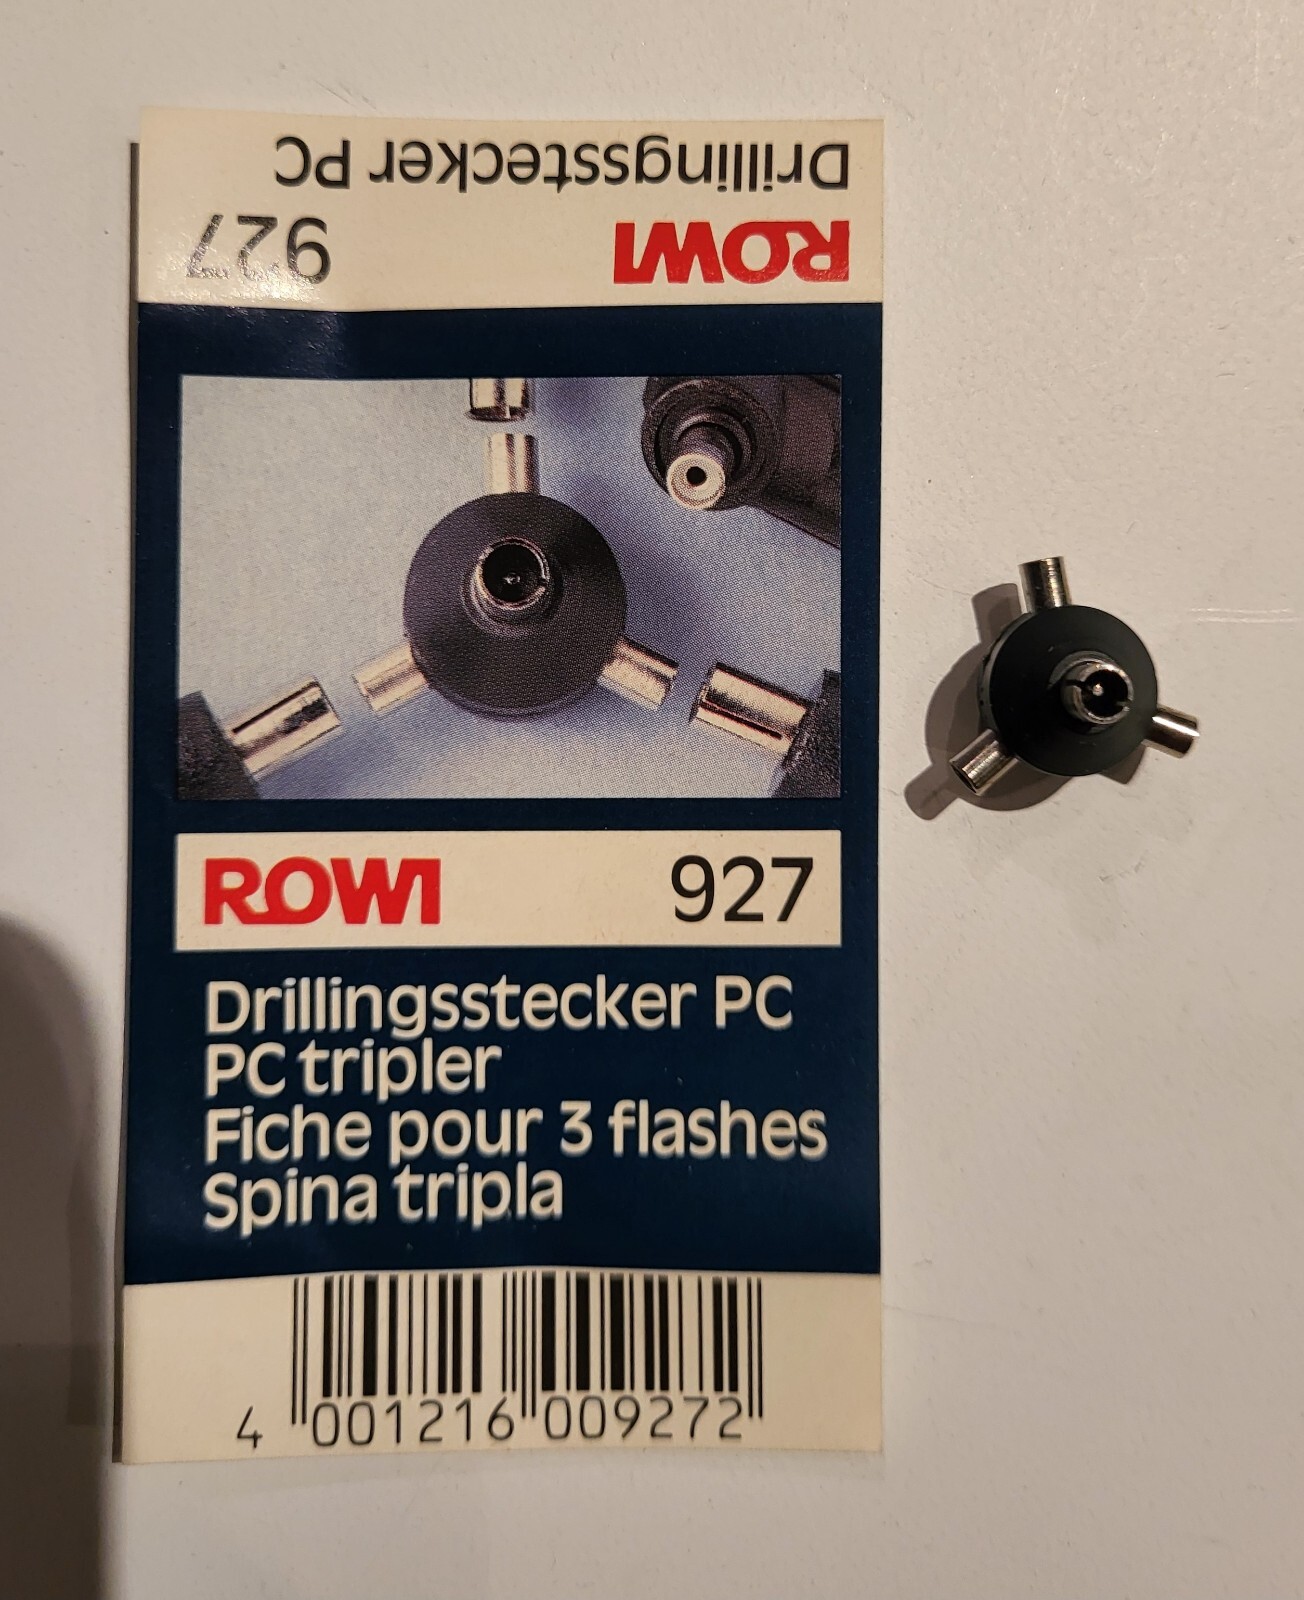 Drillingsstecker PC
ROWI 927
ROWI 927
Drillingsstecker PC
PC tripler
Fiche pour 3 flashes
Spina tripla
4 001216 009272